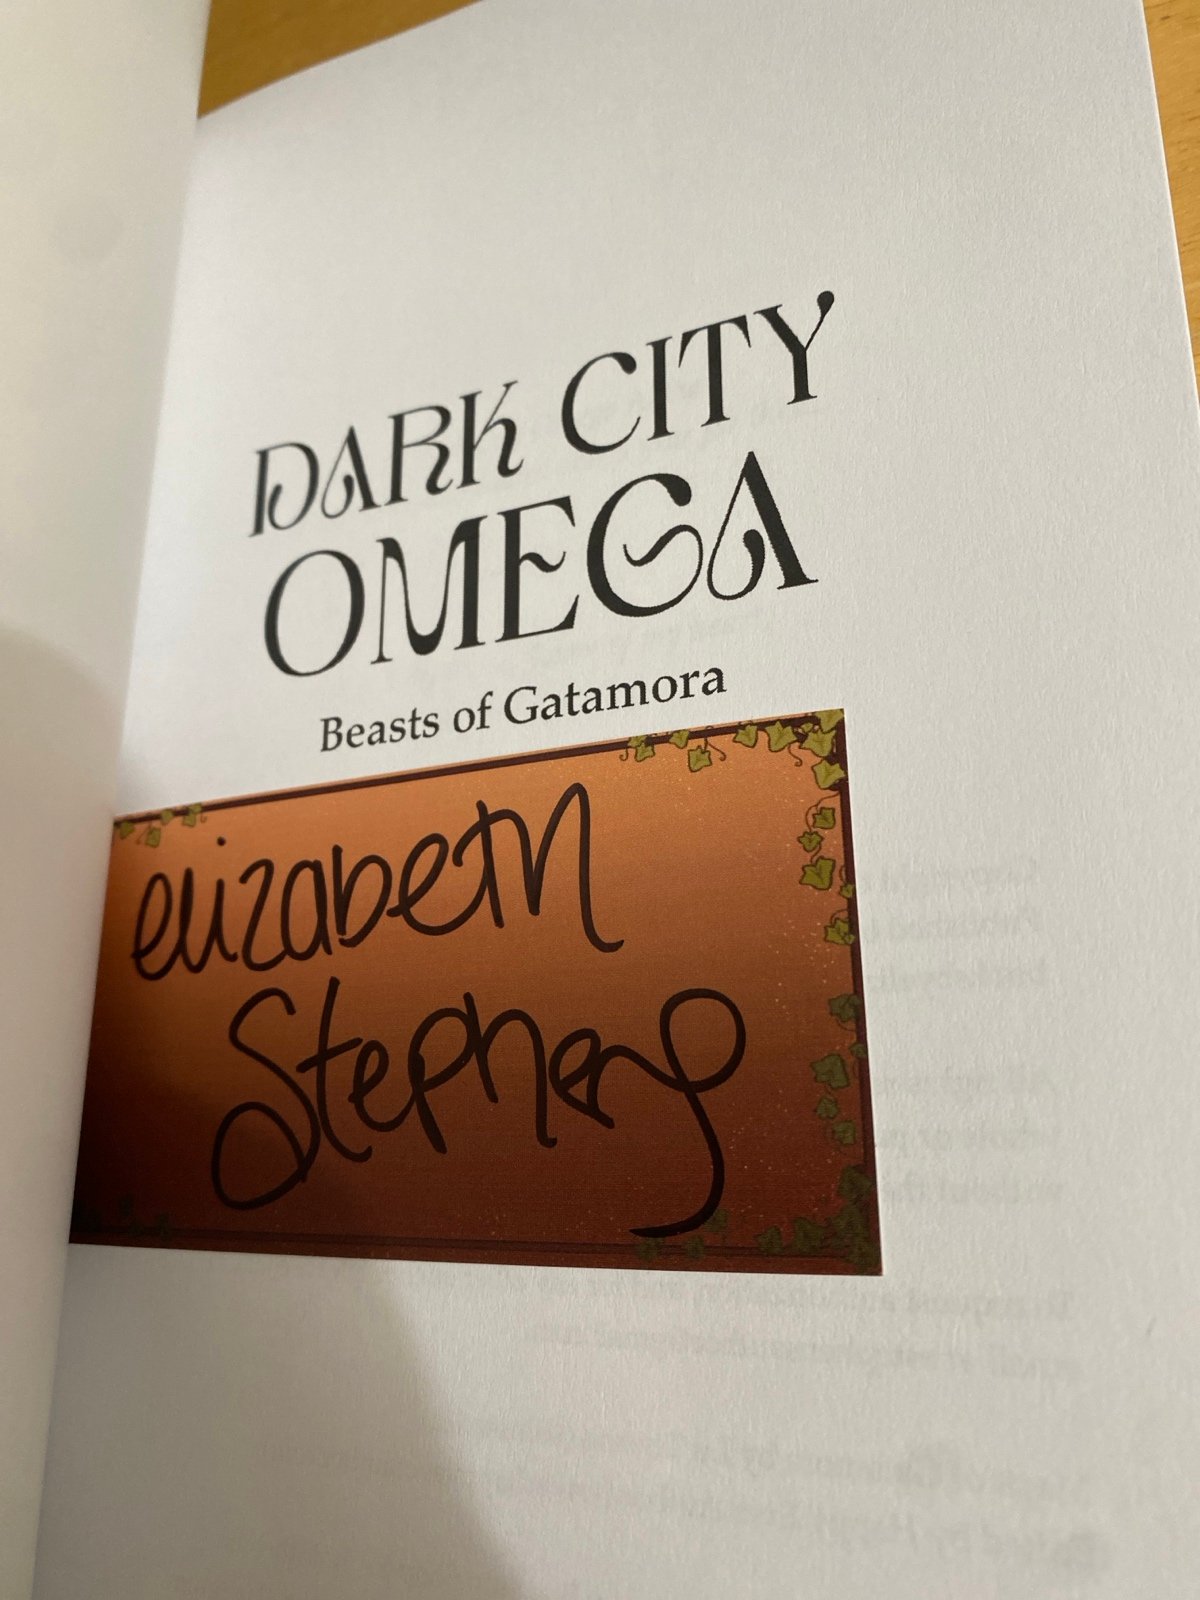 DARK CITY
OMEGA
Beasts of Gatamora
elizabeth
Stephens